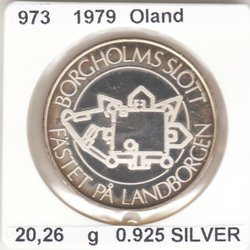 973 1979 Oland
BORGHOLMS SLOTT
FÄSTET PÅ LANDBORGEN
20,26 g 0.925 SILVER